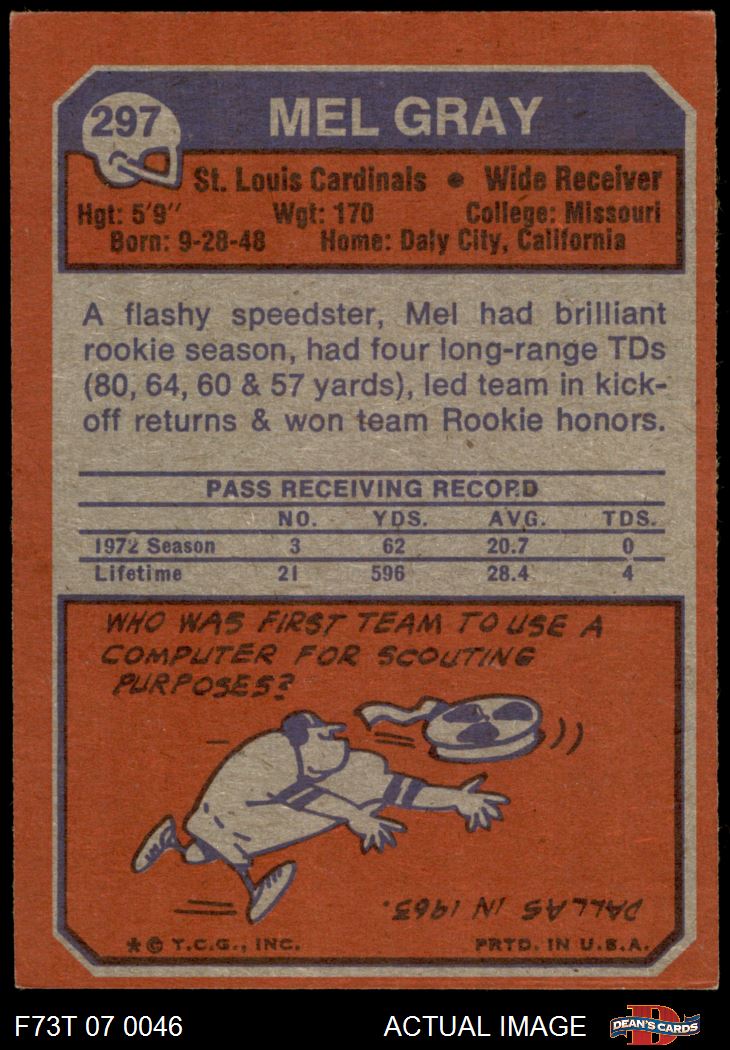 297
MEL GRAY
St. Louis Cardinals • Wide Receiver
Hgt: 5'9" Wgt: 170 College: Missouri
Born: 9-28-48 Home: Daly City, California
A flashy speedster, Mel had brilliant
rookie season, had four long-range TDs
(80, 64, 60 & 57 yards), led team in kick-
off returns & won team Rookie honors.
PASS RECEIVING RECORD
NO. YDS. AVG. TDS.
1972 Season 3 62 20.7 0
Lifetime 21 596 28.4 4
WHO WAS FIRST TEAM TO USE A
COMPUTER FOR SCOUTING
PURPOSES?
DALLAS IN 1963.
* © T.C.G., INC. PRTD. IN U.S.A.
F73T 07 0046 ACTUAL IMAGE DEAN'S CARDS